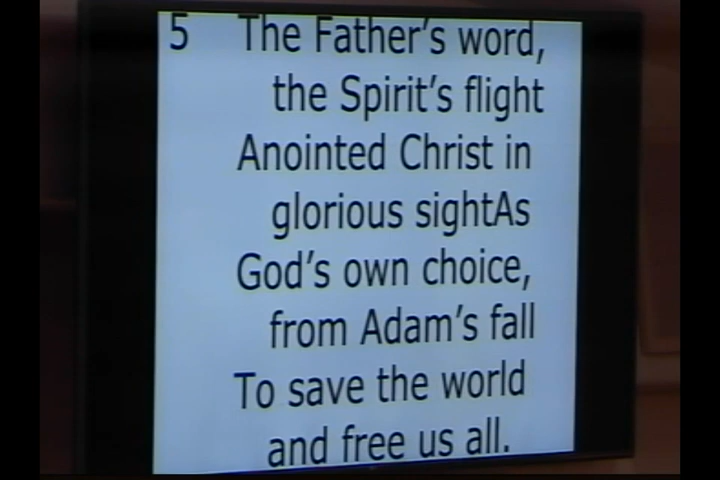 5 The Father's word,
the Spirit's flight
Anointed Christ in
glorious sightAs
God's own choice,
from Adam's fall
To save the world
and free us all.